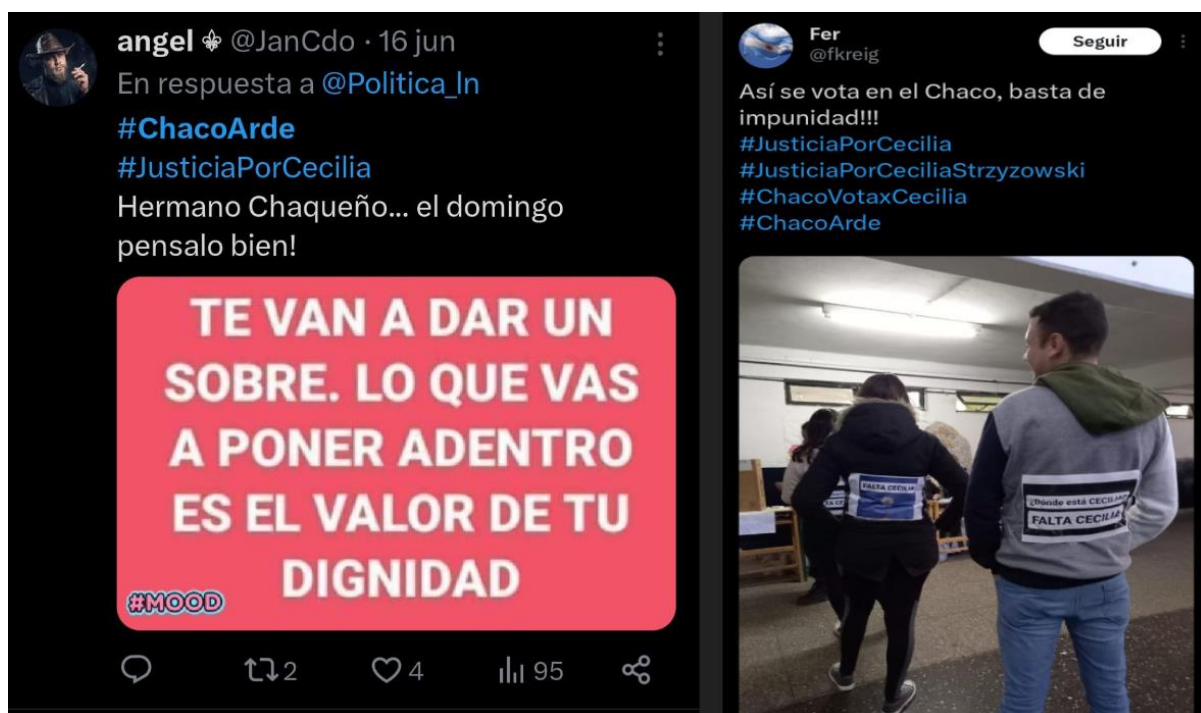 angel ⚜ @JanCdo · 16 jun
En respuesta a @Politica_ln
#ChacoArde
#JusticiaPorCecilia
Hermano Chaqueño... el domingo
pensalo bien!
TE VAN A DAR UN
SOBRE. LO QUE VAS
A PONER ADENTRO
ES EL VALOR DE TU
DIGNIDAD
#MOOD
2
4
95
Fer
@fkreig
Seguir
Así se vota en el Chaco, basta de
impunidad!!!
#JusticiaPorCecilia
#JusticiaPorCeciliaStrzyzowski
#ChacoVotaxCecilia
#ChacoArde
FALTA CECILIA
¿Dónde está CECILIA?
FALTA CECILIA